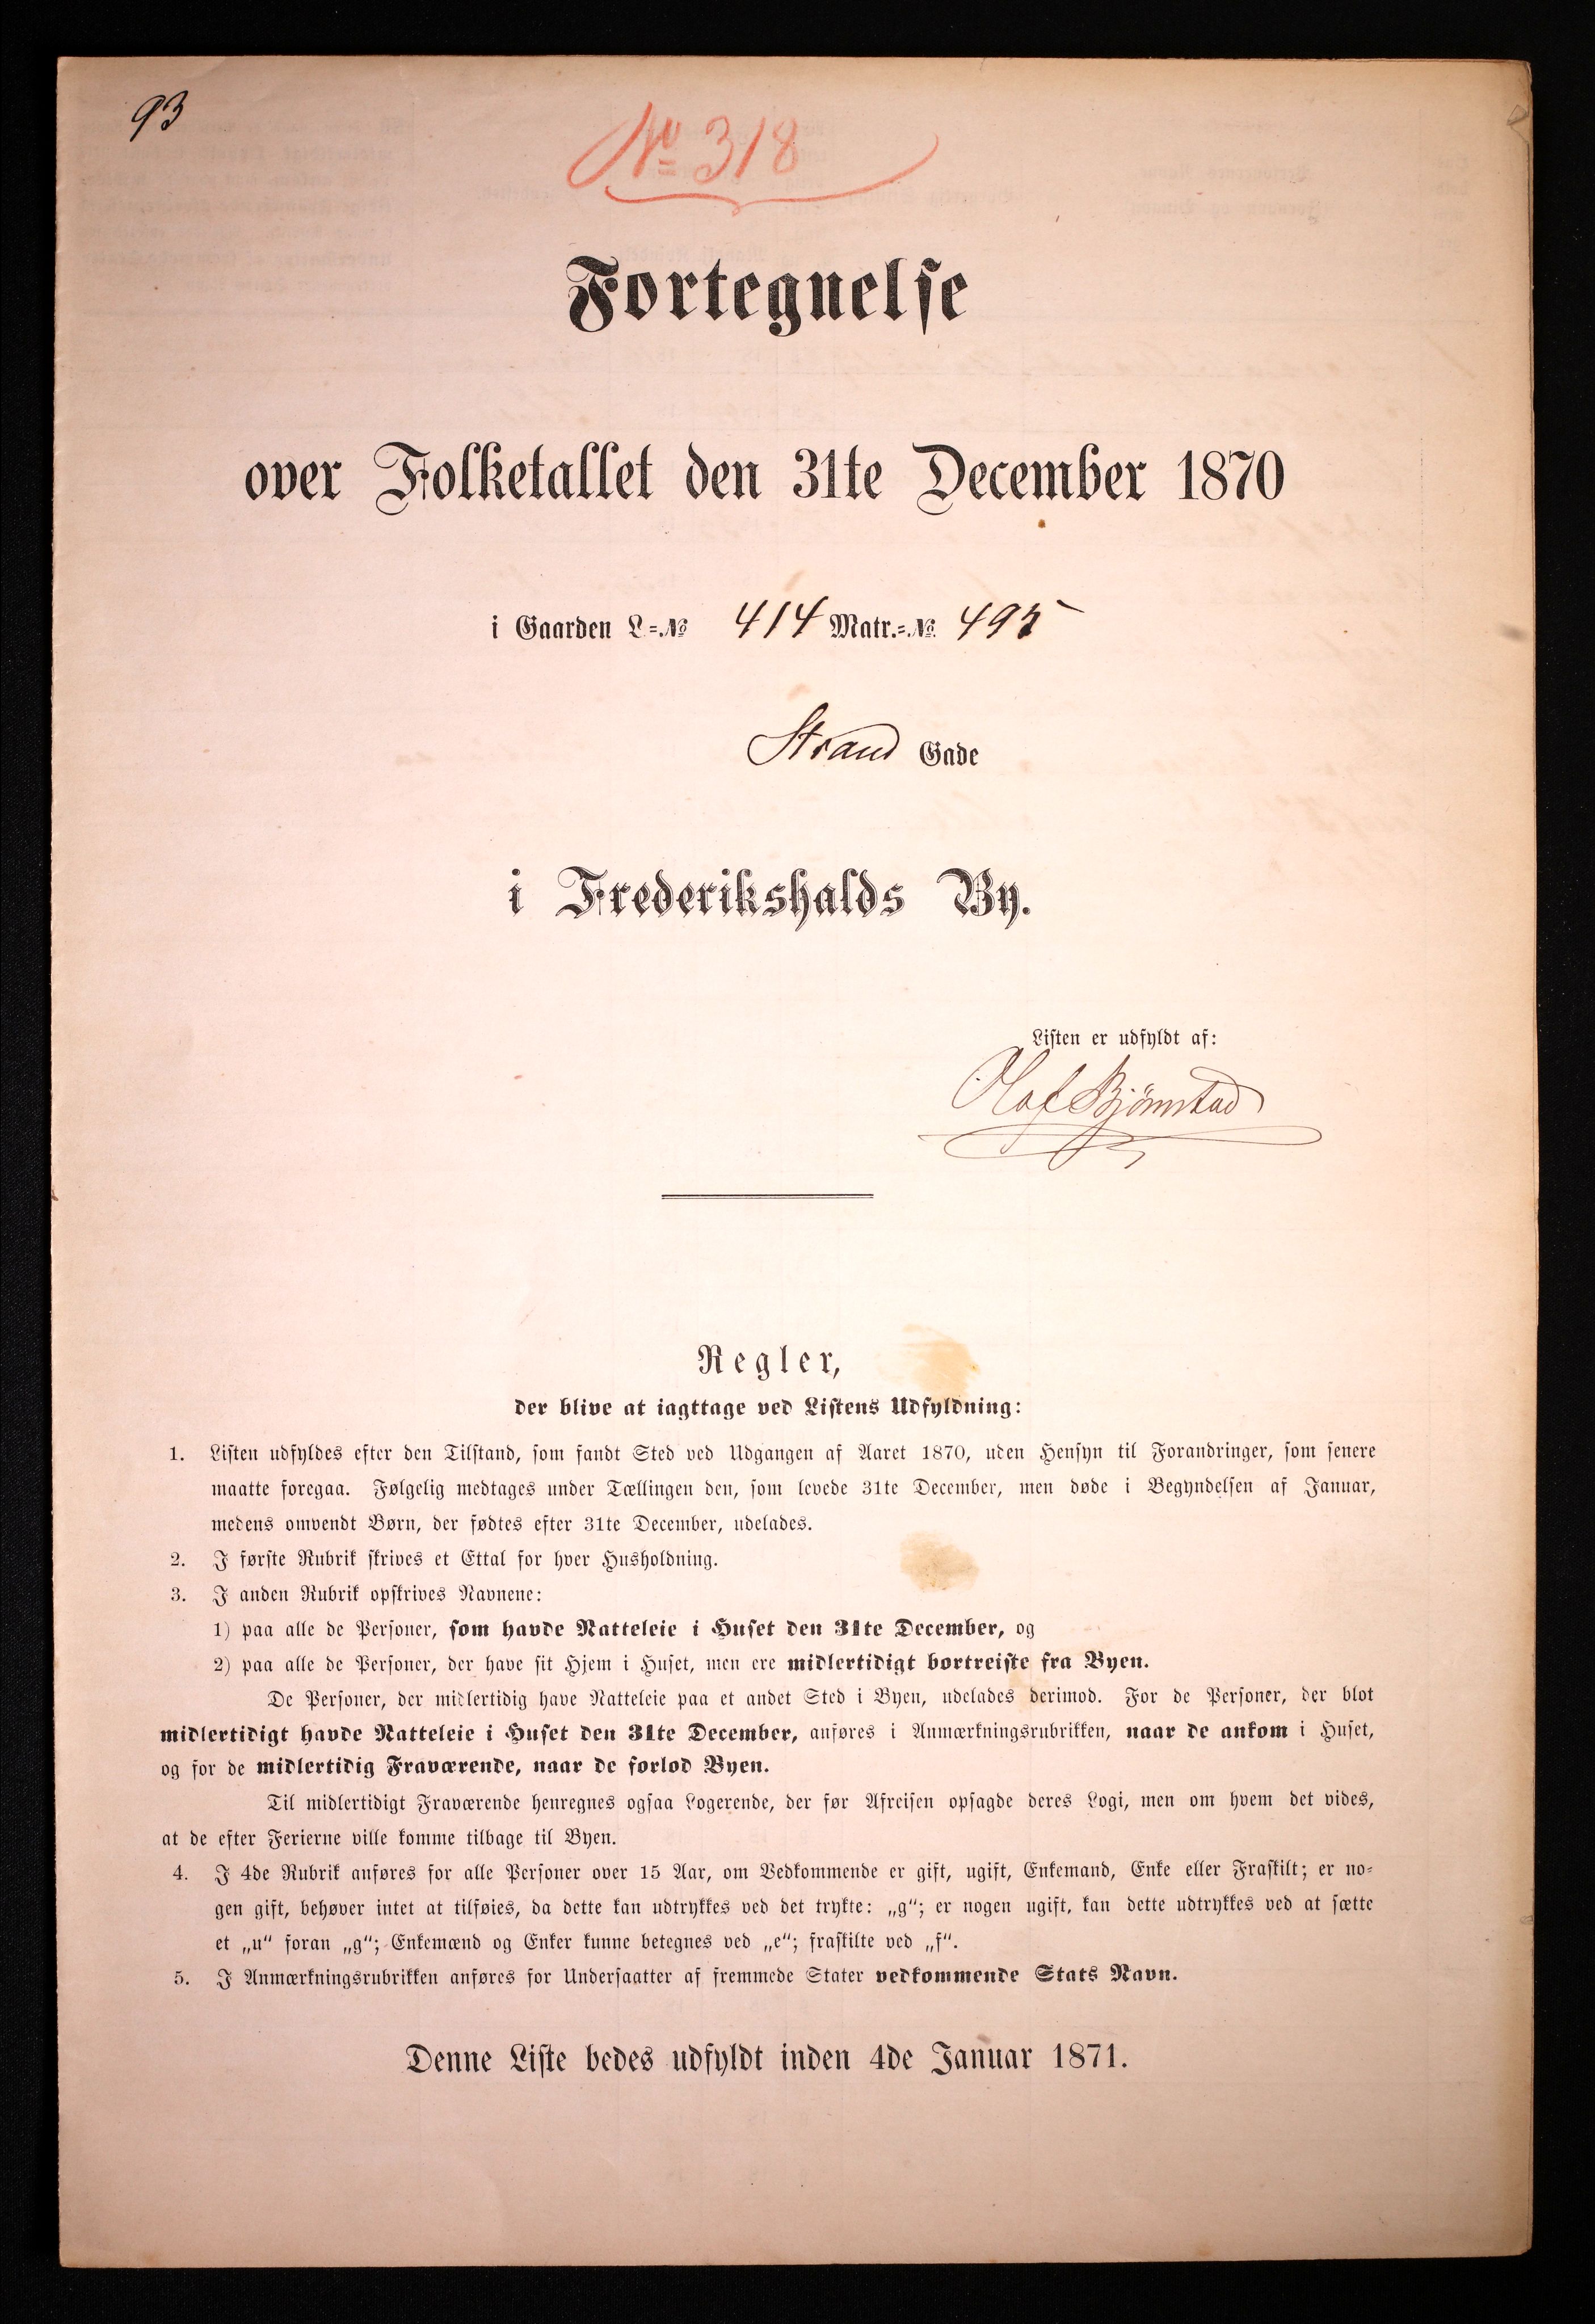 93
No 318
Fortegnelse
over Folketallet den 31te December 1870
i Gaarden L.=No 414 Matr.=No. 495
Strand Gade
i Frederikshalds By.
Listen er udfyldt af:
Olaf Bjönstad
Regler,
der blive at iagttage ved Listens Udfyldning:
1. Listen udfyldes efter den Tilstand, som fandt Sted ved Udgangen af Aaret 1870, uden Hensyn til Forandringer, som senere
maatte foregaa. Følgelig medtages under Tællingen den, som levede 31te December, men døde i Begyndelsen af Januar,
medens omvendt Børn, der fødtes efter 31te December, udelades.
2. I første Rubrik skrives et Ettal for hver Husholdning.
3. I anden Rubrik opskrives Navnene:
1) paa alle de Personer, som havde Natteleie i Huset den 31te December, og
2) paa alle de Personer, der have sit Hjem i Huset, men ere midlertidigt bortreiste fra Byen.
De Personer, der midlertidig have Natteleie paa et andet Sted i Byen, udelades derimod. For de Personer, der blot
midlertidigt havde Natteleie i Huset den 31te December, anføres i Anmærkningsrubrikken, naar de ankom i Huset,
og for de midlertidig Fraværende, naar de forlod Byen.
Til midlertidigt Fraværende henregnes ogsaa Logerende, der før Afreisen opsagde deres Logi, men om hvem det vides,
at de efter Ferierne ville komme tilbage til Byen.
4. I 4de Rubrik anføres for alle Personer over 15 Aar, om Vedkommende er gift, ugift, Enkemand, Enke eller Fraskilt; er no=
gen gift, behøver intet at tilføies, da dette kan udtrykkes ved det trykte: „g“; er nogen ugift, kan dette udtrykkes ved at sætte
et „u“ foran „g“; Enkemænd og Enker kunne betegnes ved „e“; fraskilte ved „f“.
5. I Anmærkningsrubrikken anføres for Undersaatter af fremmede Stater vedkommende Stats Navn.
Denne Liste bedes udfyldt inden 4de Januar 1871.